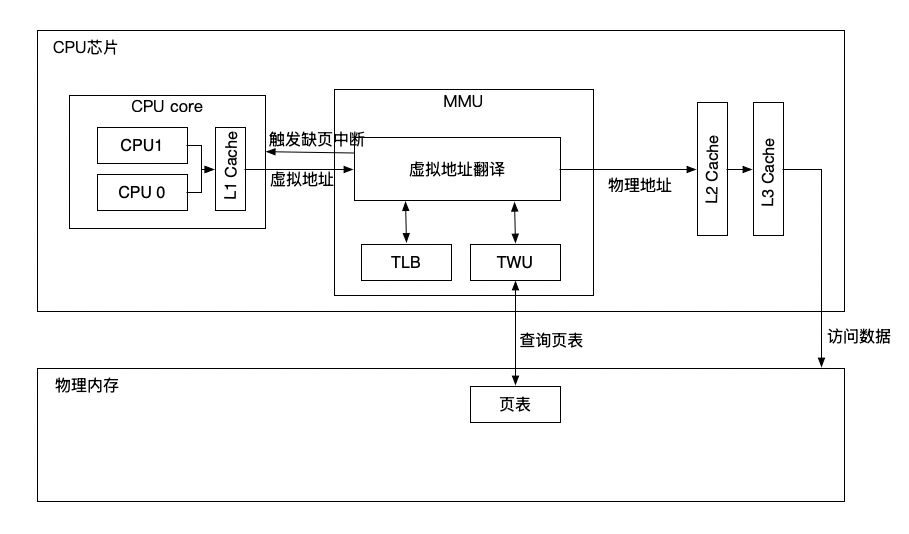 CPU芯片
CPU core
CPU1
CPU 0
L1 Cache
触发缺页中断
虚拟地址
MMU
虚拟地址翻译
TLB
TWU
物理地址
L2 Cache
L3 Cache
查询页表
访问数据
物理内存
页表